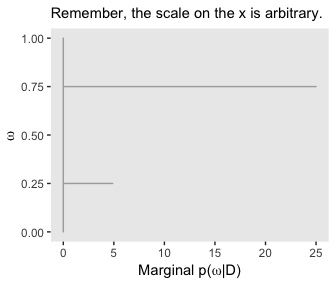 Remember, the scale on the x is arbitrary.
1.00
0.75
0.50
0.25
0.00
ω
0 5 10 15 20 25
Marginal p(ω|D)